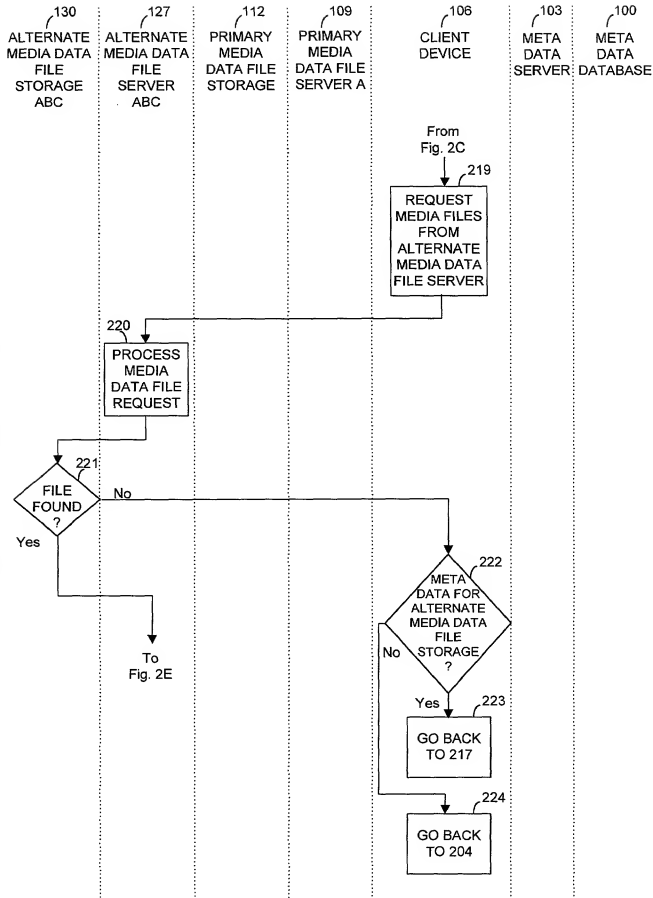 130
ALTERNATE
MEDIA DATA
FILE
STORAGE
ABC
127
ALTERNATE
MEDIA DATA
FILE
SERVER
ABC
112
PRIMARY
MEDIA
DATA FILE
STORAGE
109
PRIMARY
MEDIA
DATA FILE
SERVER A
106
CLIENT
DEVICE
103
META
DATA
SERVER
100
META
DATA
DATABASE
From
Fig. 2C
219
REQUEST
MEDIA FILES
FROM
ALTERNATE
MEDIA DATA
FILE SERVER
220
PROCESS
MEDIA
DATA FILE
REQUEST
221
FILE
FOUND
?
No
Yes
To
Fig. 2E
222
META
DATA FOR
ALTERNATE
MEDIA DATA
FILE
STORAGE
?
No
Yes
223
GO BACK
TO 217
224
GO BACK
TO 204